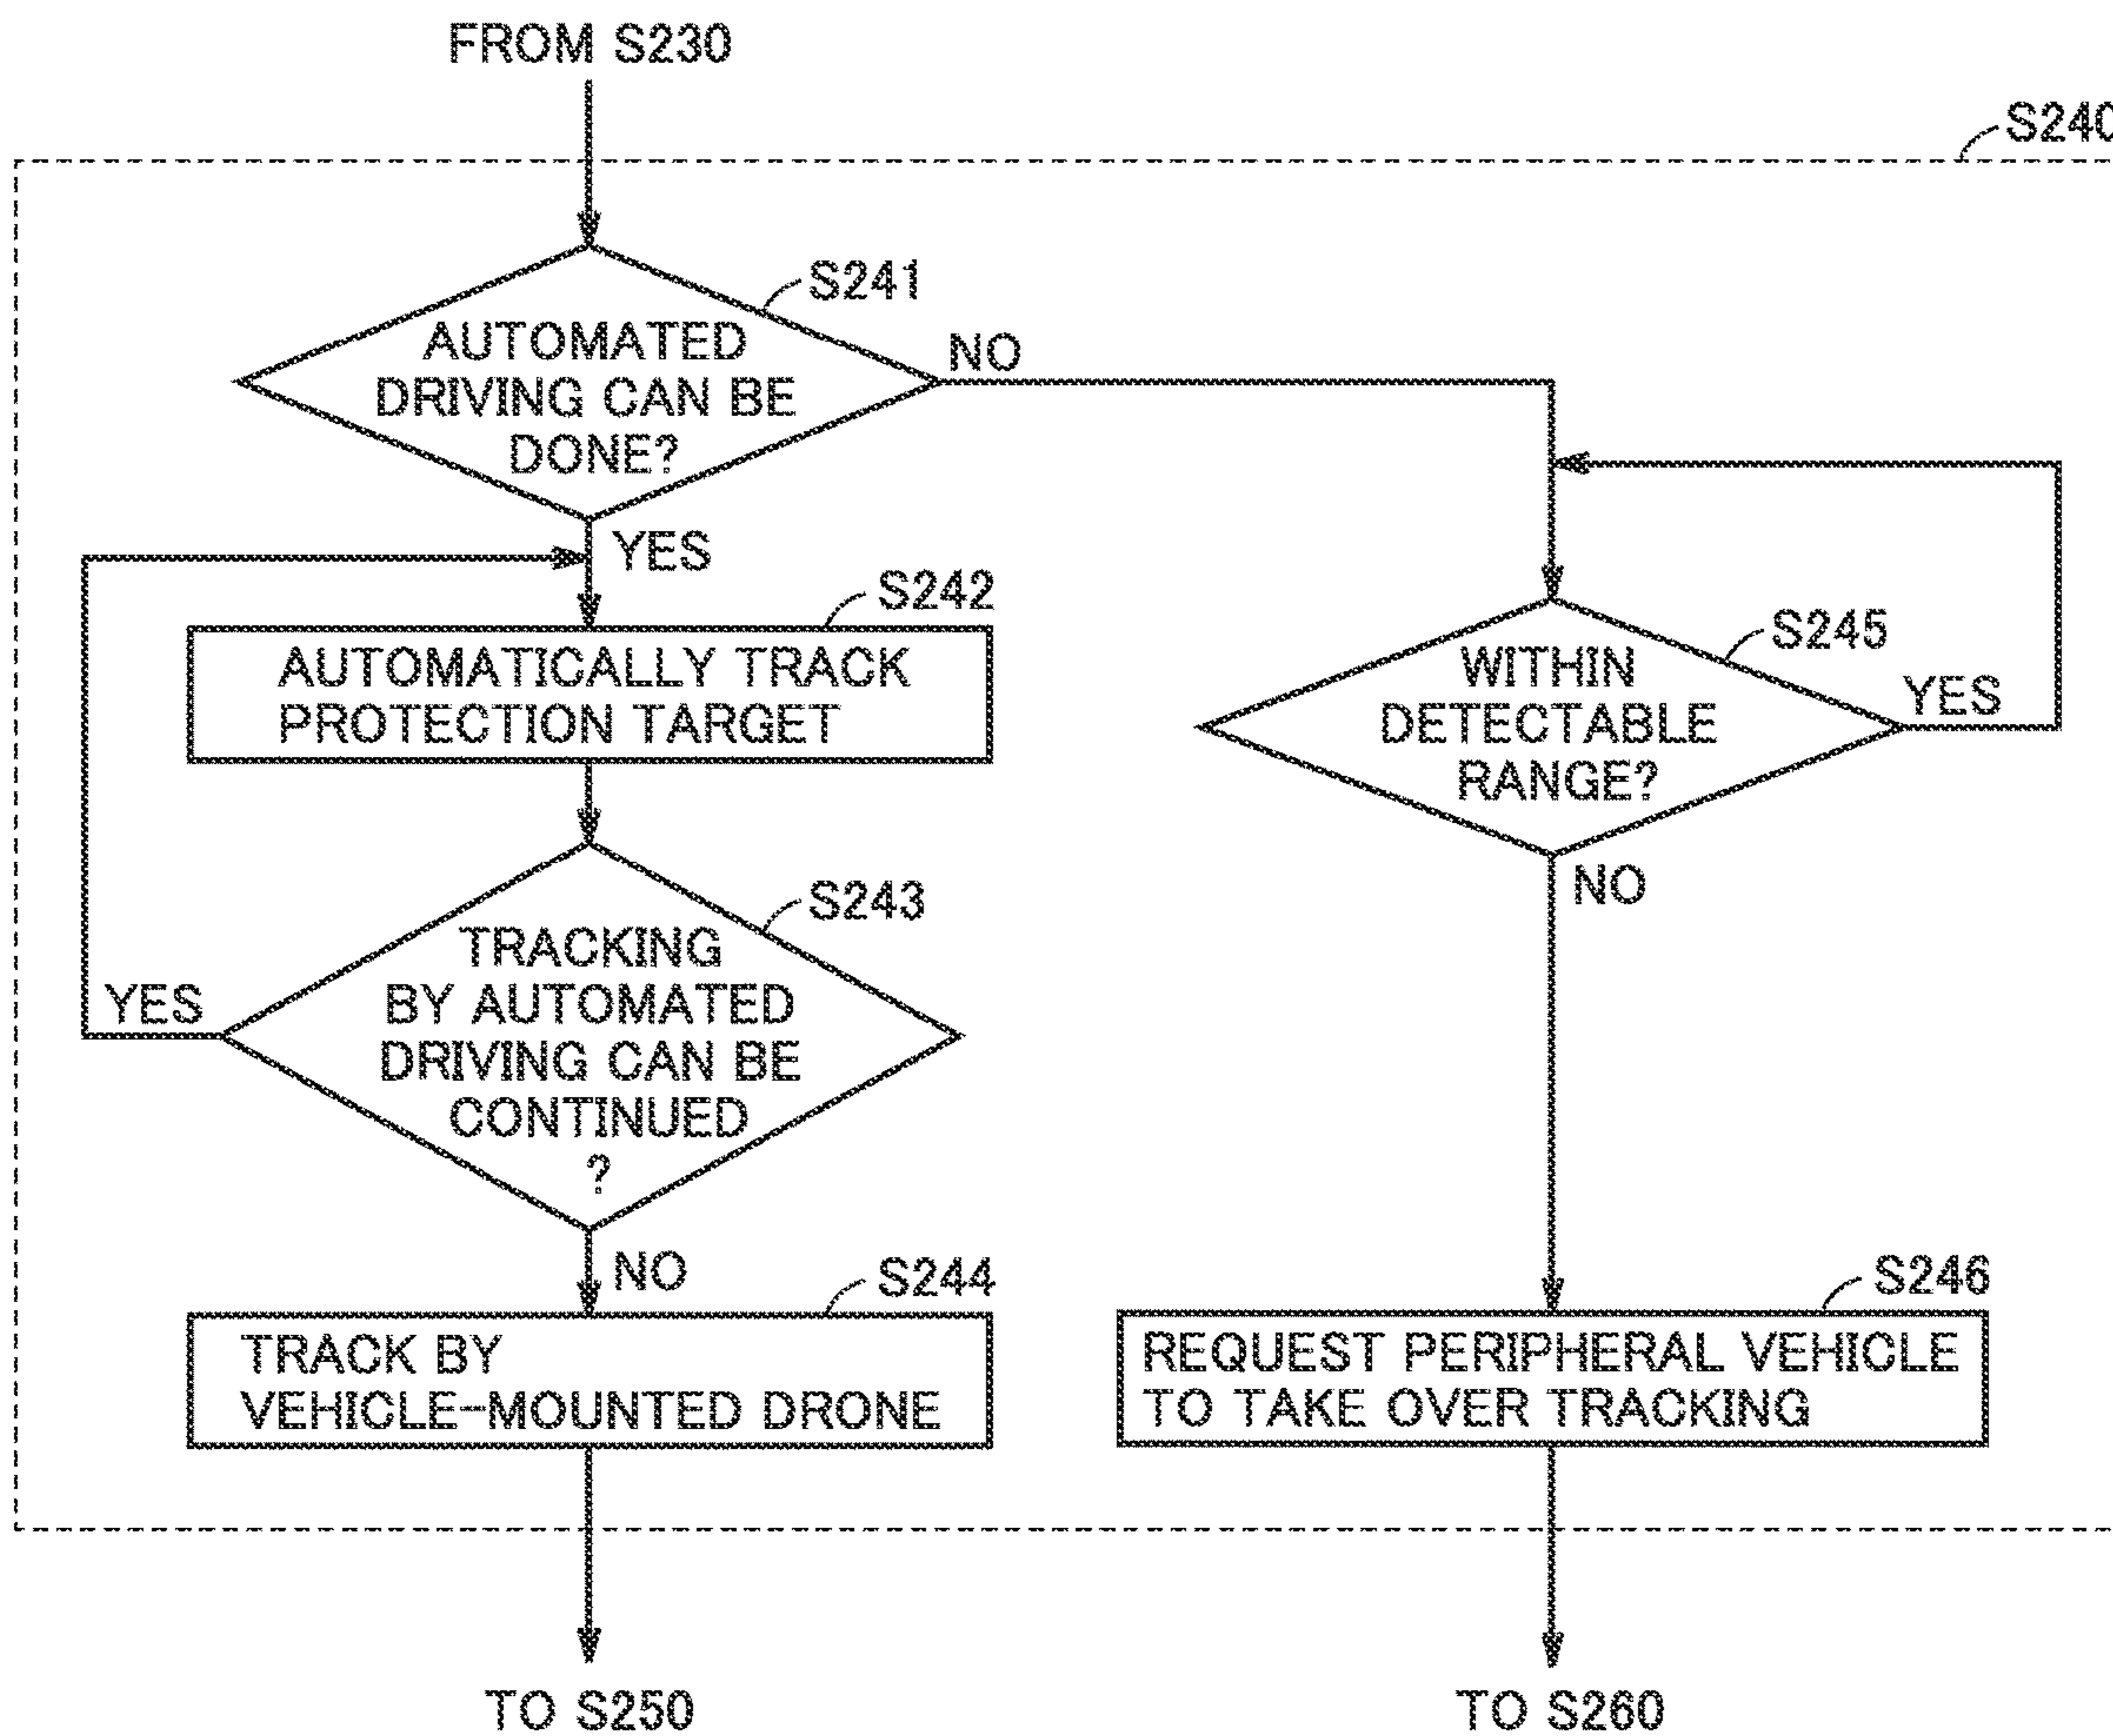 FROM S230
S240
S241
AUTOMATED
DRIVING CAN BE
DONE?
NO
YES
S242
AUTOMATICALLY TRACK
PROTECTION TARGET
S243
TRACKING
BY AUTOMATED
DRIVING CAN BE
CONTINUED
?
YES
NO
S244
TRACK BY
VEHICLE-MOUNTED DRONE
TO S250
S245
WITHIN
DETECTABLE
RANGE?
YES
NO
S246
REQUEST PERIPHERAL VEHICLE
TO TAKE OVER TRACKING
TO S260